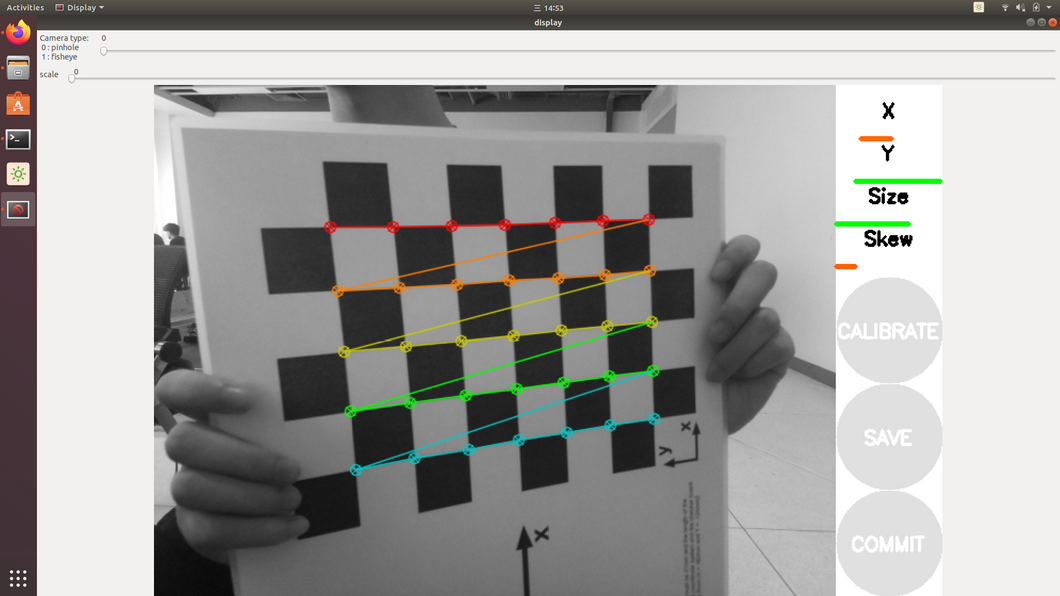 Activities
Display
14:53
display
Camera type:
0 : pinhole
1 : fisheye
0
scale
0
X
Y
Size
Skew
CALIBRATE
SAVE
COMMIT
x
y
x